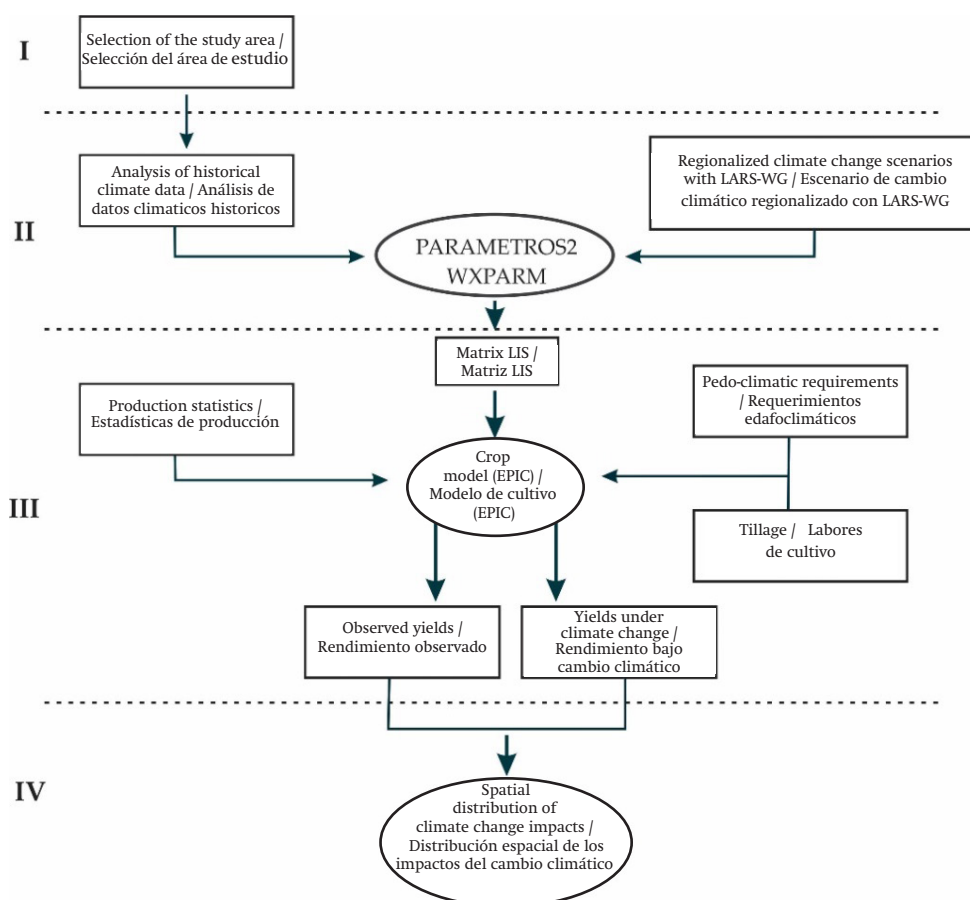 I
Selection of the study area /
Selección del área de estudio
Analysis of historical
climate data / Análisis de
datos climaticos historicos
Regionalized climate change scenarios
with LARS-WG / Escenario de cambio
climático regionalizado con LARS-WG
II
PARAMETROS2
WXPARM
Matrix LIS /
Matriz LIS
Production statistics /
Estadísticas de producción
Pedo-climatic requirements
/ Requerimientos
edafoclimáticos
Crop
model (EPIC) /
Modelo de cultivo
(EPIC)
III
Tillage / Labores
de cultivo
Observed yields /
Rendimiento observado
Yields under
climate change /
Rendimiento bajo
cambio climático
IV
Spatial
distribution of
climate change impacts /
Distribución espacial de los
impactos del cambio climático